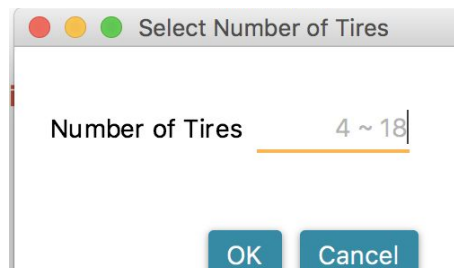 Select Number of Tires
Number of Tires 4 ~ 18
OK Cancel